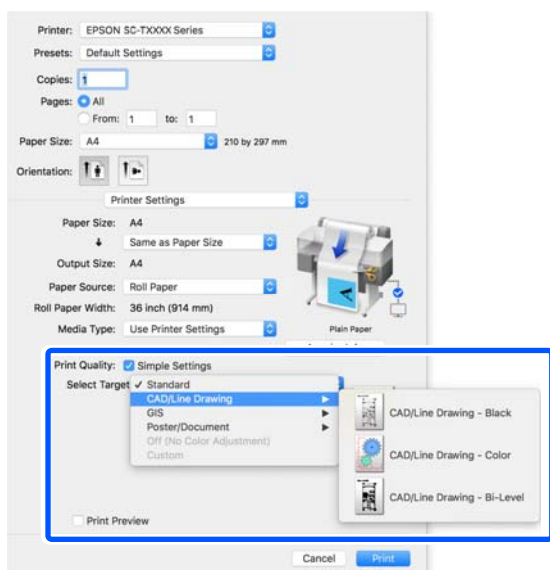 Printer: EPSON SC-TXXXX Series
Presets: Default Settings
Copies: 1
Pages: All
From: 1 to: 1
Paper Size: A4 210 by 297 mm
Orientation:
Printer Settings
Paper Size: A4
Same as Paper Size
Output Size: A4
Paper Source: Roll Paper
Roll Paper Width: 36 inch (914 mm)
Media Type: Use Printer Settings
Plain Paper
Print Quality: Simple Settings
Select Target
Standard
CAD/Line Drawing
GIS
Poster/Document
Off (No Color Adjustment)
Custom
CAD/Line Drawing - Black
CAD/Line Drawing - Color
CAD/Line Drawing - Bi-Level
Print Preview
Cancel Print